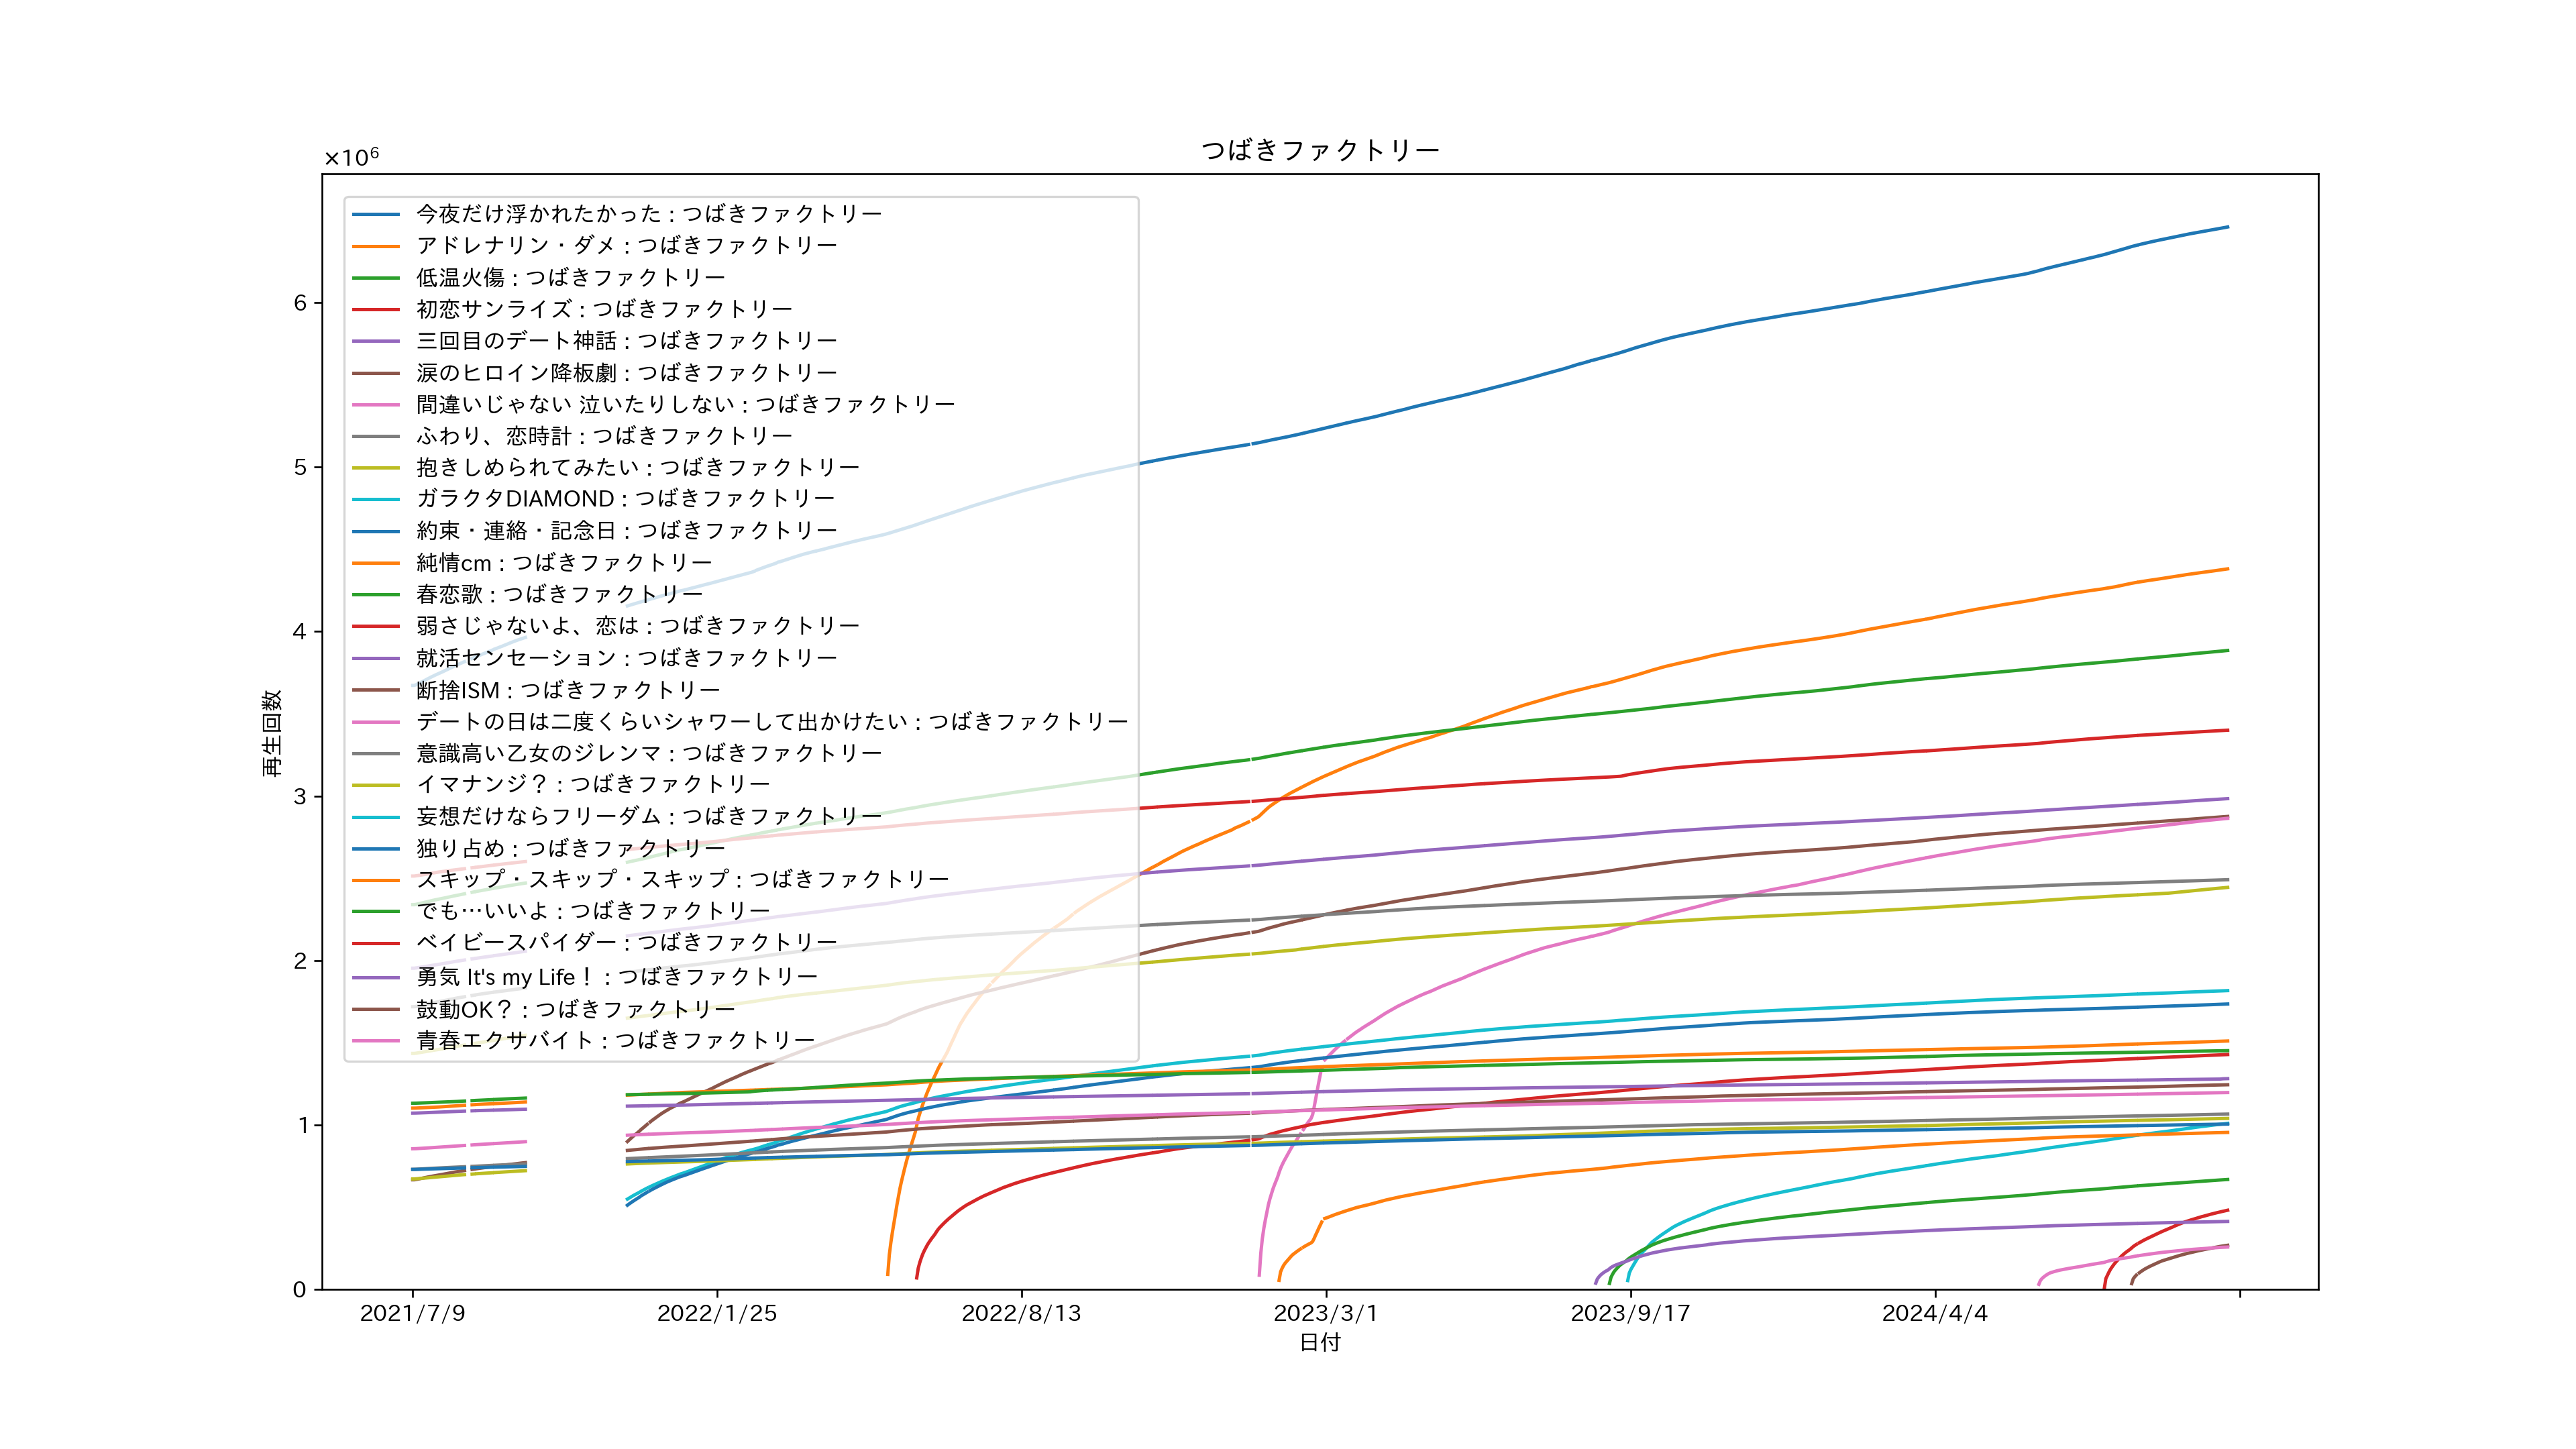 つばきファクトリー
×10⁶
今夜だけ浮かれたかった : つばきファクトリー
アドレナリン・ダメ : つばきファクトリー
低温火傷 : つばきファクトリー
初恋サンライズ : つばきファクトリー
三回目のデート神話 : つばきファクトリー
涙のヒロイン降板劇 : つばきファクトリー
間違いじゃない 泣いたりしない : つばきファクトリー
ふわり、恋時計 : つばきファクトリー
抱きしめられてみたい : つばきファクトリー
ガラクタDIAMOND : つばきファクトリー
約束・連絡・記念日 : つばきファクトリー
純情cm : つばきファクトリー
春恋歌 : つばきファクトリー
弱さじゃないよ、恋は : つばきファクトリー
就活センセーション : つばきファクトリー
断捨ISM : つばきファクトリー
デートの日は二度くらいシャワーして出かけたい : つばきファクトリー
意識高い乙女のジレンマ : つばきファクトリー
イマナンジ？ : つばきファクトリー
妄想だけならフリーダム : つばきファクトリー
独り占め : つばきファクトリー
スキップ・スキップ・スキップ : つばきファクトリー
でも…いいよ : つばきファクトリー
ベイビースパイダー : つばきファクトリー
勇気 It's my Life！ : つばきファクトリー
鼓動OK？ : つばきファクトリー
青春エクサバイト : つばきファクトリー
6
5
4
3
2
1
0
再生回数
2021/7/9
2022/1/25
2022/8/13
2023/3/1
2023/9/17
2024/4/4
日付